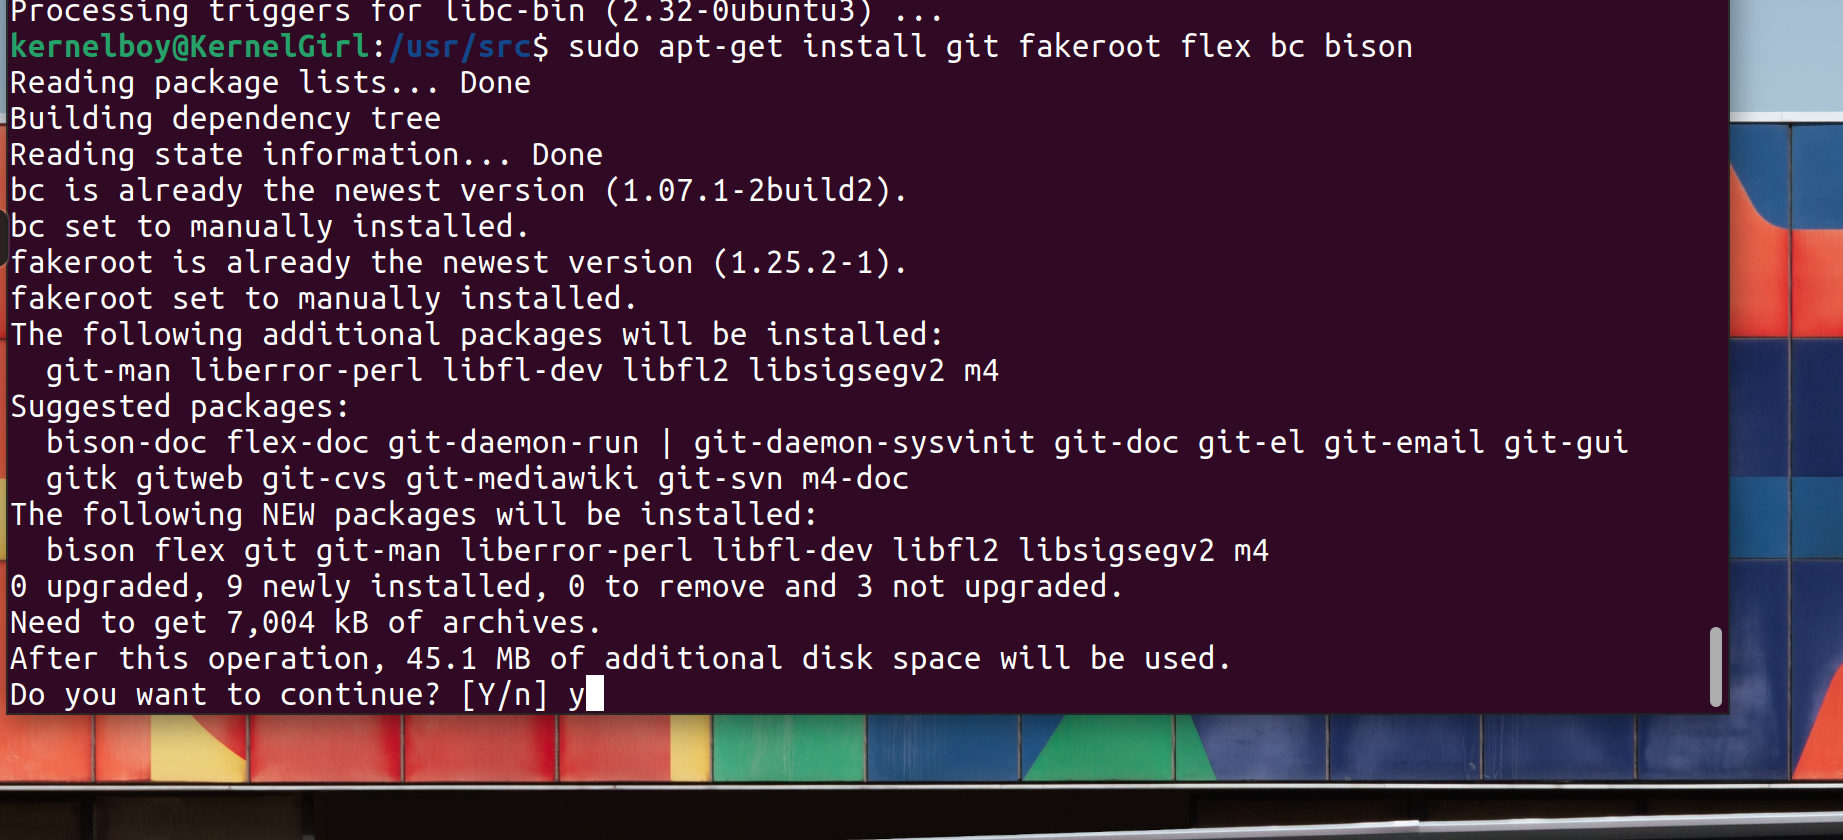 Processing triggers for libc-bin (2.32-0ubuntu3) ...
kernelboy@KernelGirl:/usr/src$ sudo apt-get install git fakeroot flex bc bison
Reading package lists... Done
Building dependency tree
Reading state information... Done
bc is already the newest version (1.07.1-2build2).
bc set to manually installed.
fakeroot is already the newest version (1.25.2-1).
fakeroot set to manually installed.
The following additional packages will be installed:
  git-man liberror-perl libfl-dev libfl2 libsigsegv2 m4
Suggested packages:
  bison-doc flex-doc git-daemon-run | git-daemon-sysvinit git-doc git-el git-email git-gui
  gitk gitweb git-cvs git-mediawiki git-svn m4-doc
The following NEW packages will be installed:
  bison flex git git-man liberror-perl libfl-dev libfl2 libsigsegv2 m4
0 upgraded, 9 newly installed, 0 to remove and 3 not upgraded.
Need to get 7,004 kB of archives.
After this operation, 45.1 MB of additional disk space will be used.
Do you want to continue? [Y/n] y